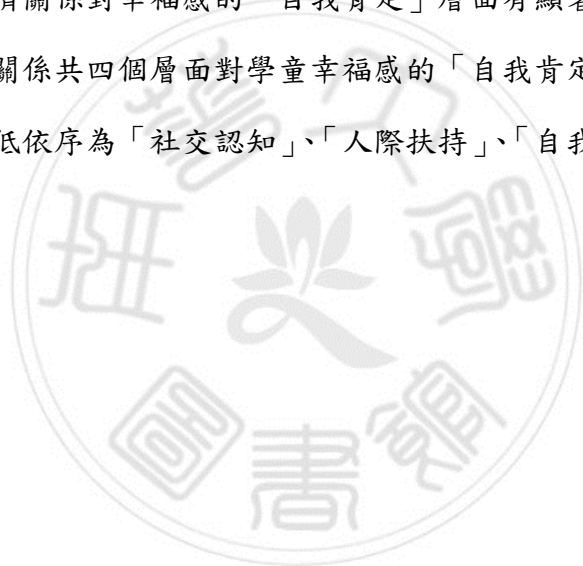 情關係對幸福感的「自我肯定」層面有顯著
關係共四個層面對學童幸福感的「自我肯定
低依序為「社交認知」、「人際扶持」、「自我
書